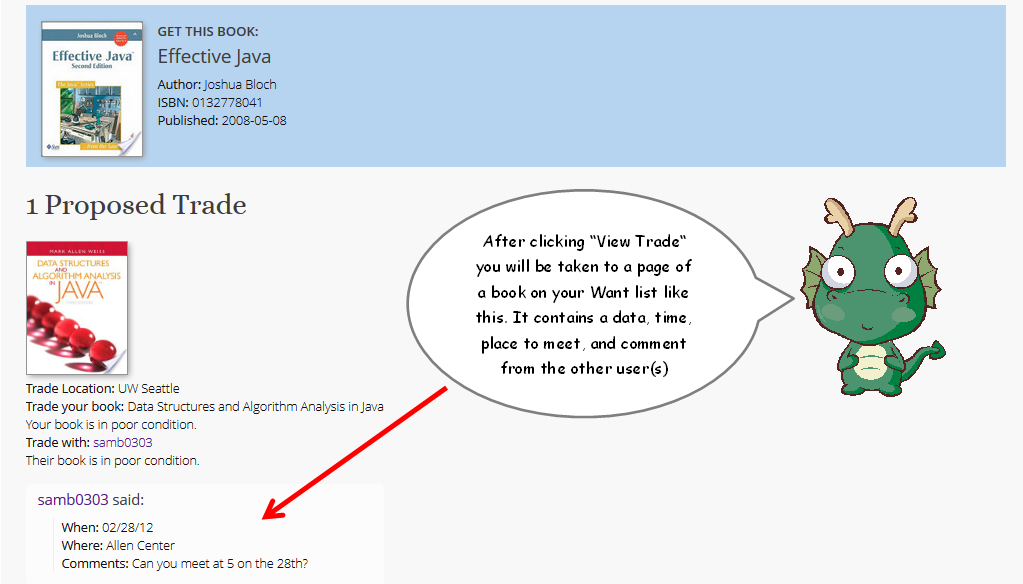 Joshua Bloch
Effective Java™
Second Edition
The Java Series
GET THIS BOOK:
Effective Java
Author: Joshua Bloch
ISBN: 0132778041
Published: 2008-05-08
1 Proposed Trade
MARK ALLEN WEISS
DATA STRUCTURES
AND
ALGORITHM ANALYSIS
IN JAVA™
After clicking “View Trade“
you will be taken to a page of
a book on your Want list like
this. It contains a data, time,
place to meet, and comment
from the other user(s)
Trade Location: UW Seattle
Trade your book: Data Structures and Algorithm Analysis in Java
Your book is in poor condition.
Trade with: samb0303
Their book is in poor condition.
samb0303 said:
When: 02/28/12
Where: Allen Center
Comments: Can you meet at 5 on the 28th?